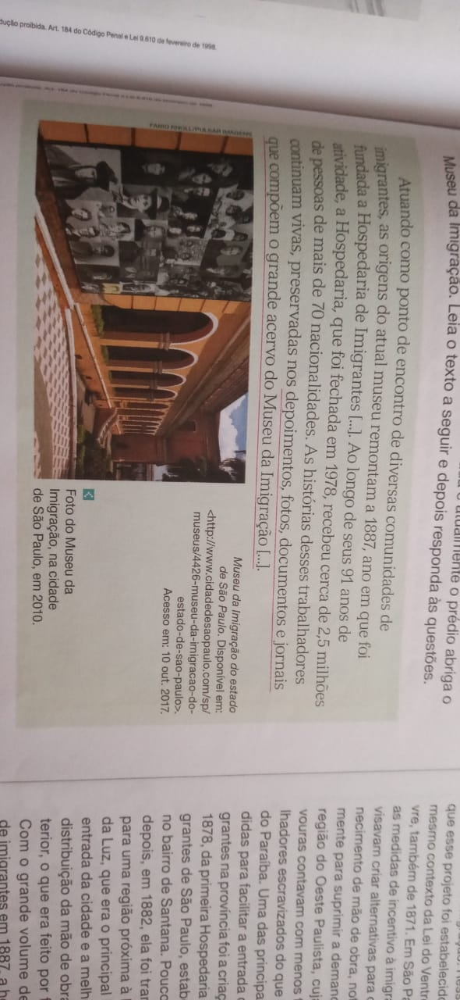 dução proibida. Art. 184 do Código Penal e Lei 9.610 de fevereiro de 1998.
atualmente o prédio abriga o
Museu da Imigração. Leia o texto a seguir e depois responda às questões.
Atuando como ponto de encontro de diversas comunidades de
imigrantes, as origens do atual museu remontam a 1887, ano em que foi
fundada a Hospedaria de Imigrantes [...]. Ao longo de seus 91 anos de
atividade, a Hospedaria, que foi fechada em 1978, recebeu cerca de 2,5 milhões
de pessoas de mais de 70 nacionalidades. As histórias desses trabalhadores
continuam vivas, preservadas nos depoimentos, fotos, documentos e jornais
que compõem o grande acervo do Museu da Imigração [...].
FABIO KNOLL/PULSAR IMAGENS
Museu da Imigração do estado
de São Paulo. Disponível em:
<http://www.cidadedesaopaulo.com/sp/
museus/4426-museu-da-imigracao-do-
estado-de-sao-paulo>.
Acesso em: 10 out. 2017.
Foto do Museu da
Imigração, na cidade
de São Paulo, em 2010.
que esse projeto foi estabelecid
mesmo contexto da Lei do Ventr
vre, também de 1871. Em São P
as medidas de incentivo à imigra
visavam criar alternativas para o
necimento de mão de obra, no
mente para suprimir a deman
região do Oeste Paulista, cuj
vouras contavam com menos t
lhadores escravizados do que
do Paraíba. Uma das principa
didas para facilitar a entrada
grantes na província foi a criaç
1878, da primeira Hospedaria
grantes de São Paulo, estab
no bairro de Santana. Pouco
depois, em 1882, ela foi tran
para uma região próxima à
da Luz, que era o principal
entrada da cidade e a melh
distribuição da mão de obra
terior, o que era feito por
Com o grande volume de
de imigrantes em 1887, a h